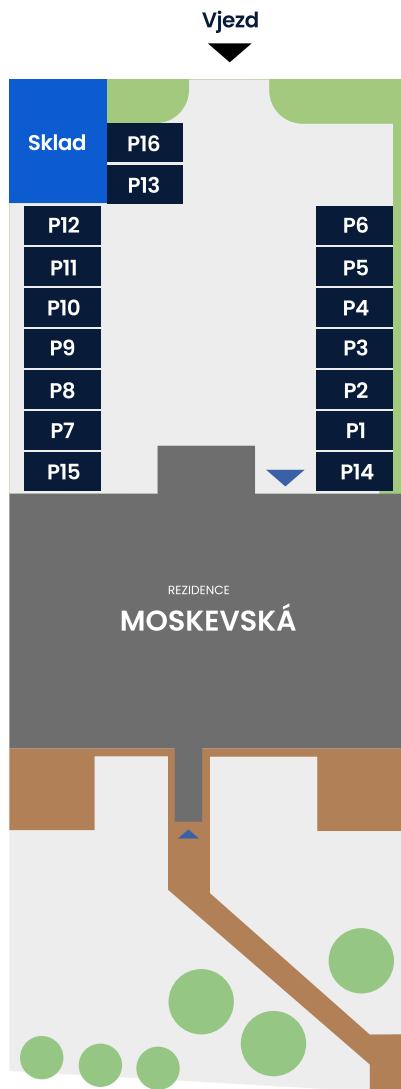 Vjezd
Sklad
P16
P13
P12
P11
P10
P9
P8
P7
P15
P6
P5
P4
P3
P2
P1
P14
REZIDENCE
MOSKEVSKÁ